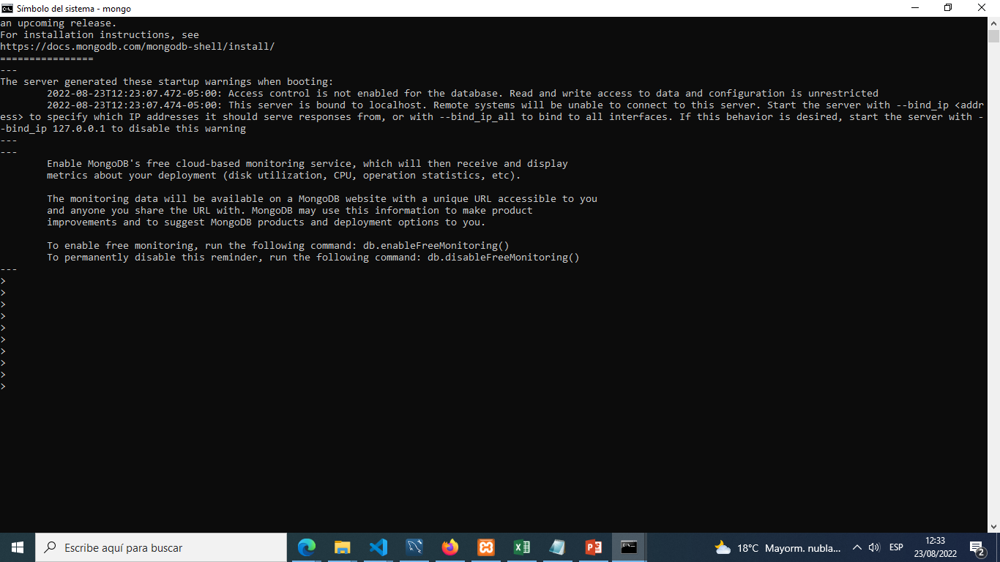 Símbolo del sistema - mongo
an upcoming release.
For installation instructions, see
https://docs.mongodb.com/mongodb-shell/install/
================
---
The server generated these startup warnings when booting:
2022-08-23T12:23:07.472-05:00: Access control is not enabled for the database. Read and write access to data and configuration is unrestricted
2022-08-23T12:23:07.474-05:00: This server is bound to localhost. Remote systems will be unable to connect to this server. Start the server with --bind_ip <addr
ess> to specify which IP addresses it should serve responses from, or with --bind_ip_all to bind to all interfaces. If this behavior is desired, start the server with -
-bind_ip 127.0.0.1 to disable this warning
---
---
Enable MongoDB's free cloud-based monitoring service, which will then receive and display
metrics about your deployment (disk utilization, CPU, operation statistics, etc).
The monitoring data will be available on a MongoDB website with a unique URL accessible to you
and anyone you share the URL with. MongoDB may use this information to make product
improvements and to suggest MongoDB products and deployment options to you.
To enable free monitoring, run the following command: db.enableFreeMonitoring()
To permanently disable this reminder, run the following command: db.disableFreeMonitoring()
---
>
>
>
>
>
>
>
>
>
>
Escribe aquí para buscar
18°C Mayorm. nubla...
ESP
12:33
23/08/2022
2